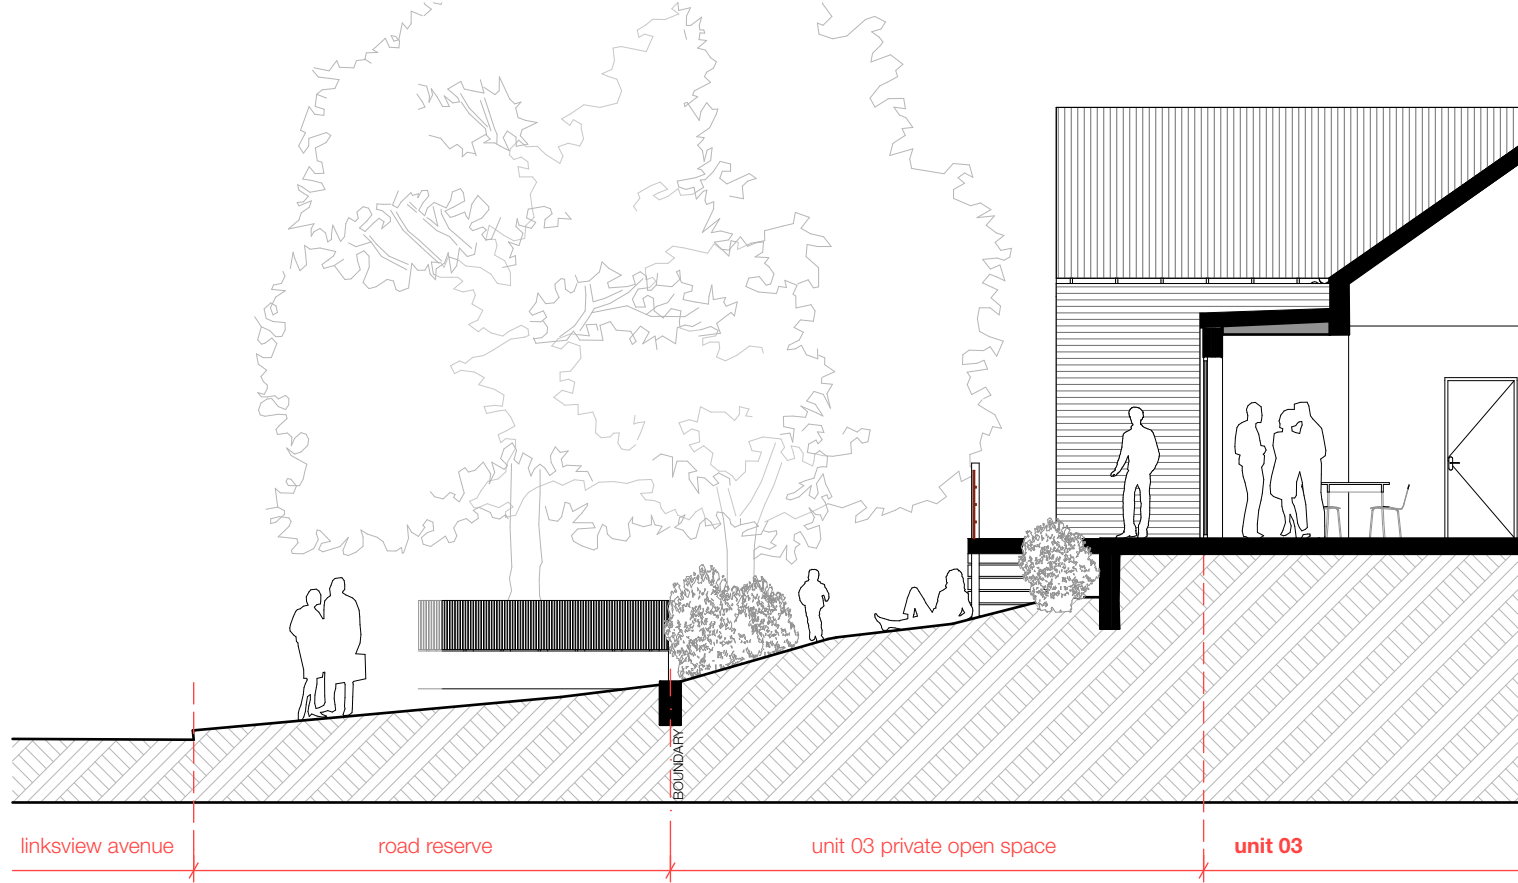 BOUNDARY
linksview avenue
road reserve
unit 03 private open space
unit 03